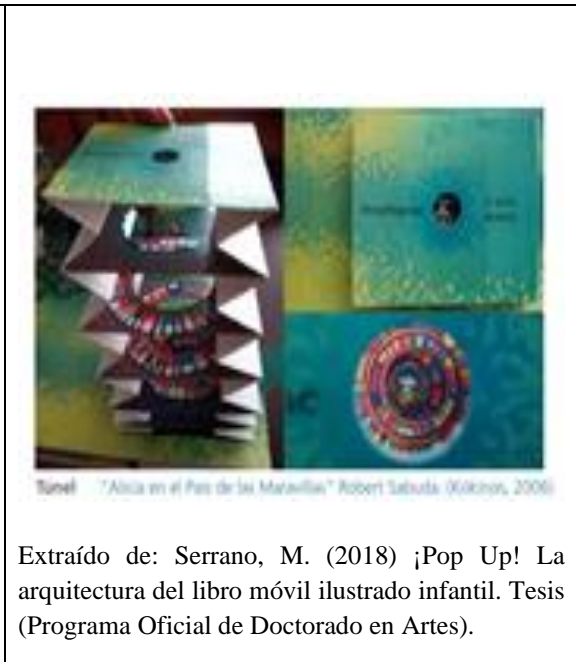 Túnel "Alicia en el País de las Maravillas" Robert Sabuda. (Kókinos, 2006)
Extraído de: Serrano, M. (2018) ¡Pop Up! La
arquitectura del libro móvil ilustrado infantil. Tesis
(Programa Oficial de Doctorado en Artes).